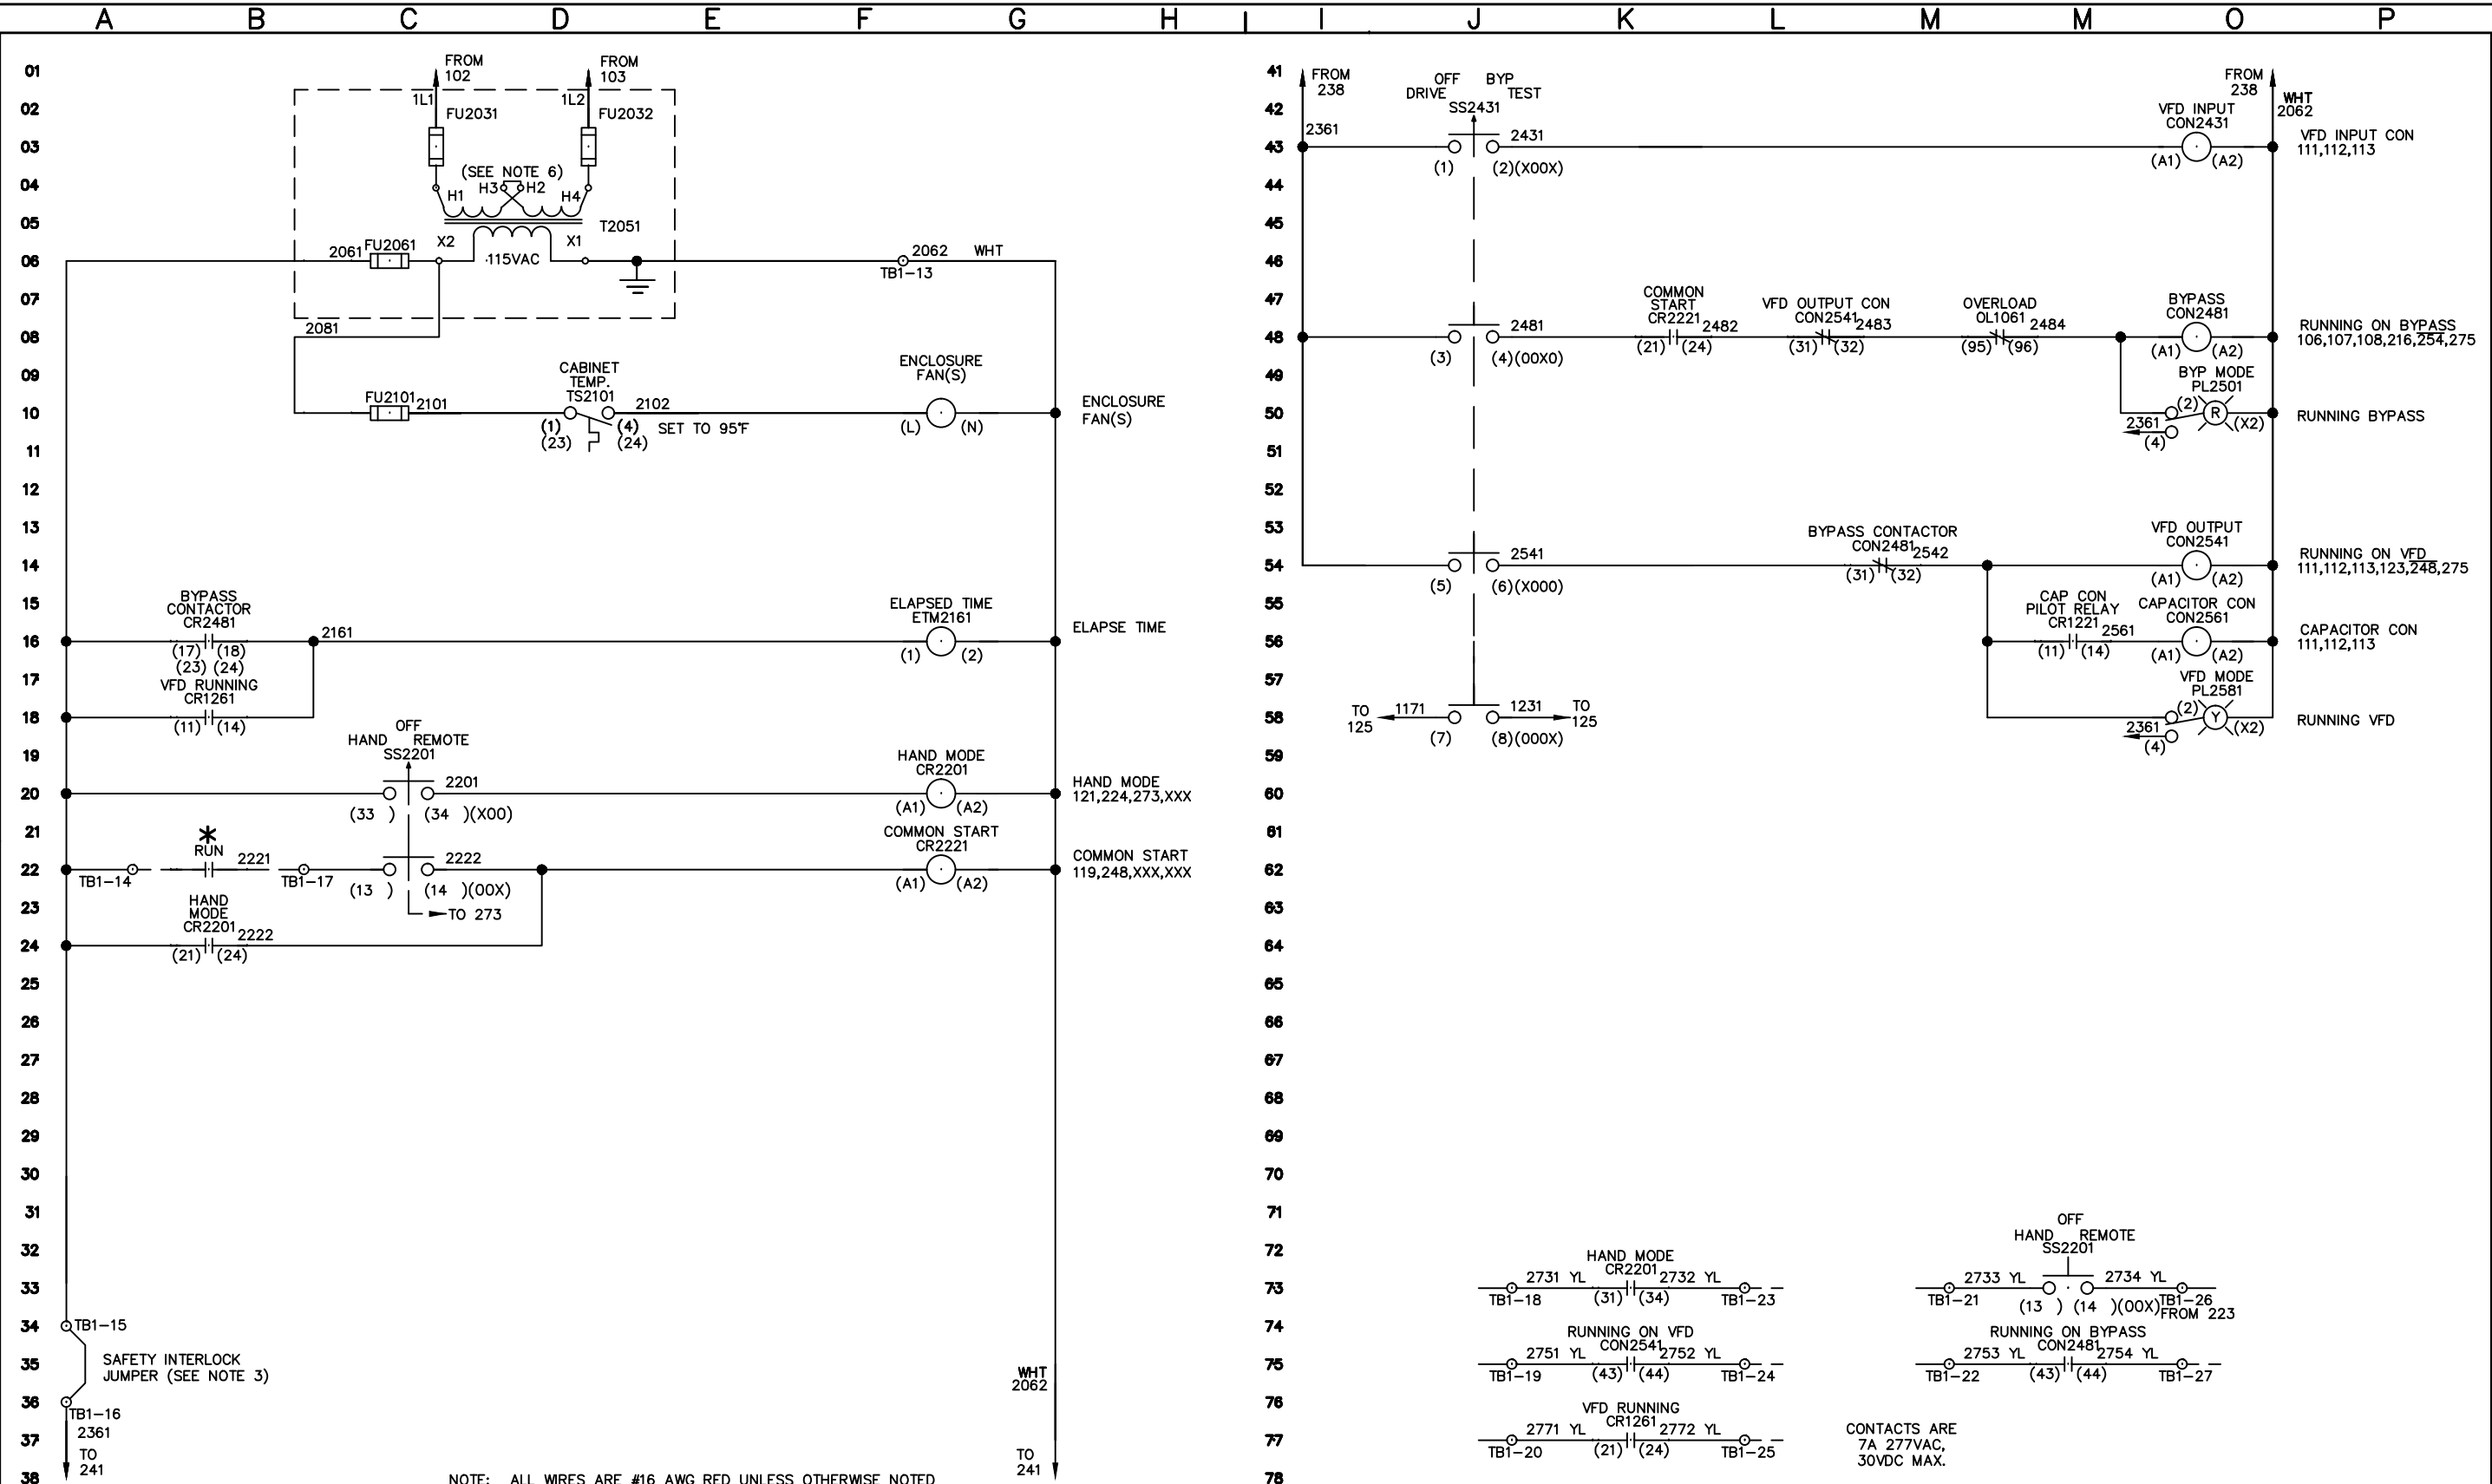 A B C D E F G H I J K L M M O P
01
02
03
04
05
06
07
08
09
10
11
12
13
14
15
16
17
18
19
20
21
22
23
24
25
26
27
28
29
30
31
32
33
34
35
36
37
38
FROM 102
FROM 103
1L1
1L2
FU2031
FU2032
(SEE NOTE 6)
H1 H3 H2 H4
T2051
2061 FU2061 X2 X1
115VAC
2062 WHT
TB1-13
2081
ENCLOSURE FAN(S)
CABINET TEMP. TS2101
FU2101 2101
2102
(1) (4) SET TO 95°F
(23) (24)
(L) (N)
ENCLOSURE FAN(S)
BYPASS CONTACTOR CR2481
2161
(17) (18)
(23) (24)
ELAPSED TIME ETM2161
(1) (2)
ELAPSE TIME
VFD RUNNING CR1261
(11) (14)
OFF
HAND REMOTE
SS2201
2201
(33 ) (34 )(X00)
HAND MODE CR2201
(A1) (A2)
HAND MODE
121,224,273,XXX
*
RUN
TB1-14
2221
TB1-17
2222
(13 ) (14 )(00X)
TO 273
COMMON START CR2221
(A1) (A2)
COMMON START
119,248,XXX,XXX
HAND MODE CR2201
2222
(21) (24)
TB1-15
SAFETY INTERLOCK
JUMPER (SEE NOTE 3)
TB1-16
2361
TO 241
WHT 2062
TO 241
NOTE: ALL WIRES ARE #16 AWG RED UNLESS OTHERWISE NOTED
41
42
43
44
45
46
47
48
49
50
51
52
53
54
55
56
57
58
59
60
61
62
63
64
65
66
67
68
69
70
71
72
73
74
75
76
77
78
FROM 238
OFF BYP
DRIVE TEST
SS2431
2361
2431
(1) (2)(X00X)
FROM 238
WHT 2062
VFD INPUT CON2431
(A1) (A2)
VFD INPUT CON
111,112,113
2481
(3) (4)(00X0)
COMMON START CR2221
2482
(21) (24)
VFD OUTPUT CON CON2541
2483
(31) (32)
OVERLOAD OL1061
2484
(95) (96)
BYPASS CON2481
(A1) (A2)
RUNNING ON BYPASS
106,107,108,216,254,275
BYP MODE PL2501
(2) R (X2)
2361
(4)
RUNNING BYPASS
2541
(5) (6)(X000)
BYPASS CONTACTOR CON2481
2542
(31) (32)
VFD OUTPUT CON2541
(A1) (A2)
RUNNING ON VFD
111,112,113,123,248,275
CAP CON PILOT RELAY CR1221
2561
(11) (14)
CAPACITOR CON CON2561
(A1) (A2)
CAPACITOR CON
111,112,113
VFD MODE PL2581
(2) Y (X2)
2361
(4)
RUNNING VFD
TO 125
1171
1231
TO 125
(7) (8)(000X)
HAND MODE CR2201
2731 YL 2732 YL
TB1-18 (31) (34) TB1-23
OFF
HAND REMOTE
SS2201
2733 YL 2734 YL
TB1-21 (13 ) (14 )(00X) TB1-26
FROM 223
RUNNING ON VFD CON2541
2751 YL 2752 YL
TB1-19 (43) (44) TB1-24
RUNNING ON BYPASS CON2481
2753 YL 2754 YL
TB1-22 (43) (44) TB1-27
VFD RUNNING CR1261
2771 YL 2772 YL
TB1-20 (21) (24) TB1-25
CONTACTS ARE
7A 277VAC,
30VDC MAX.